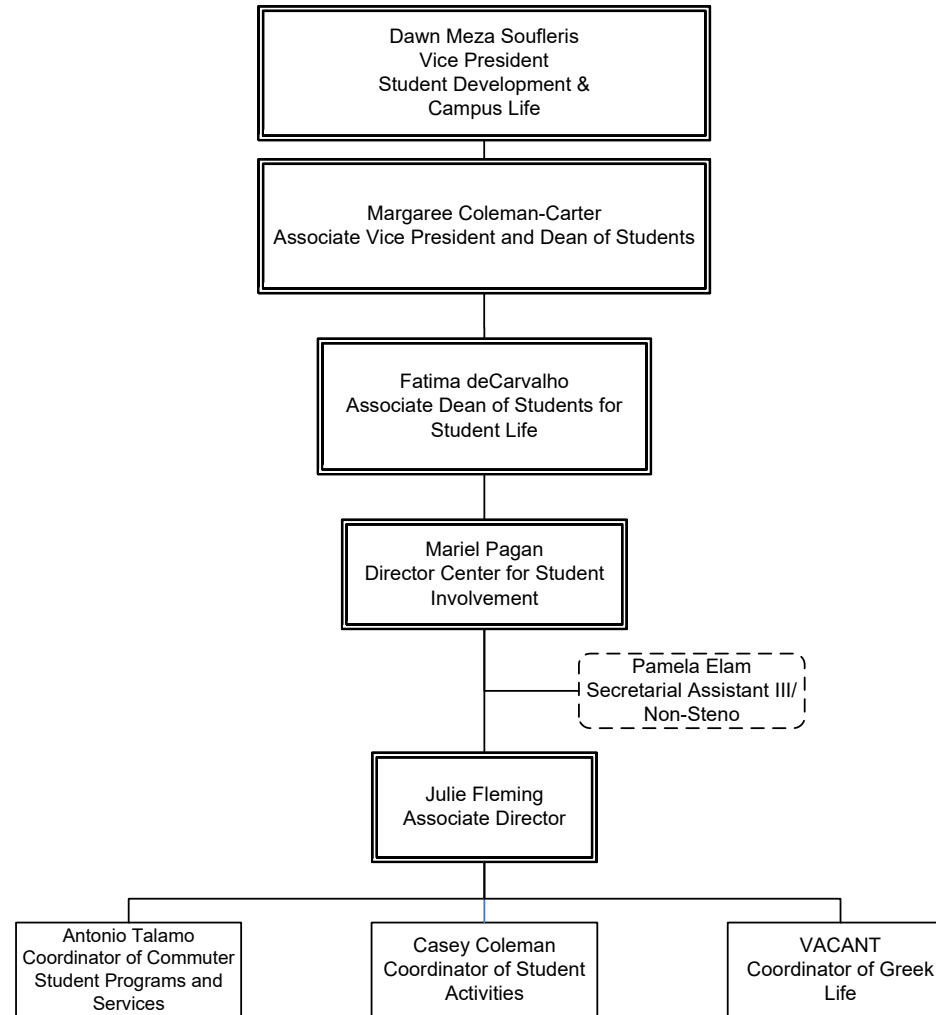 Dawn Meza Soufleris
Vice President
Student Development &
Campus Life
Margaree Coleman-Carter
Associate Vice President and Dean of Students
Fatima deCarvalho
Associate Dean of Students for
Student Life
Mariel Pagan
Director Center for Student
Involvement
Pamela Elam
Secretarial Assistant III/
Non-Steno
Julie Fleming
Associate Director
Antonio Talamo
Coordinator of Commuter
Student Programs and
Services
Casey Coleman
Coordinator of Student
Activities
VACANT
Coordinator of Greek
Life